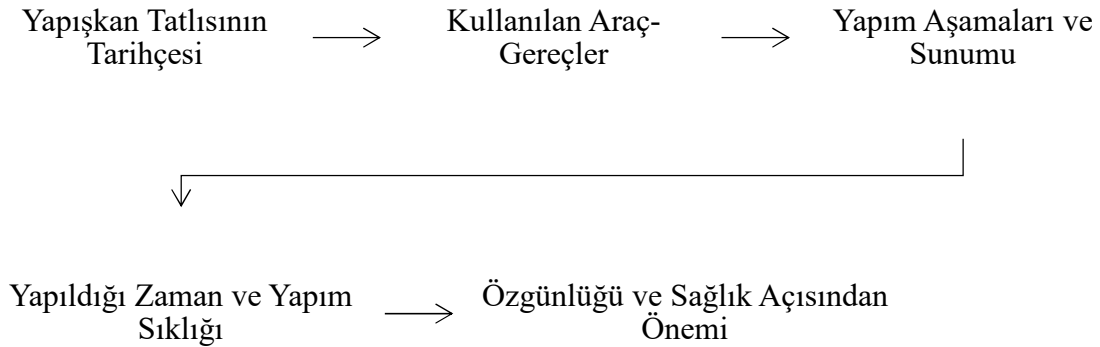 Yapışkan Tatlısının
Tarihçesi
Kullanılan Araç-
Gereçler
Yapım Aşamaları ve
Sunumu
Yapıldığı Zaman ve Yapım
Sıklığı
Özgünlüğü ve Sağlık Açısından
Önemi